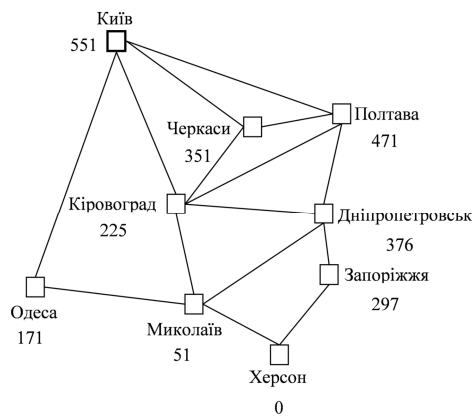 Київ
551
Черкаси
351
Полтава
471
Кіровоград
225
Дніпропетровськ
376
Запоріжжя
297
Одеса
171
Миколаїв
51
Херсон
0